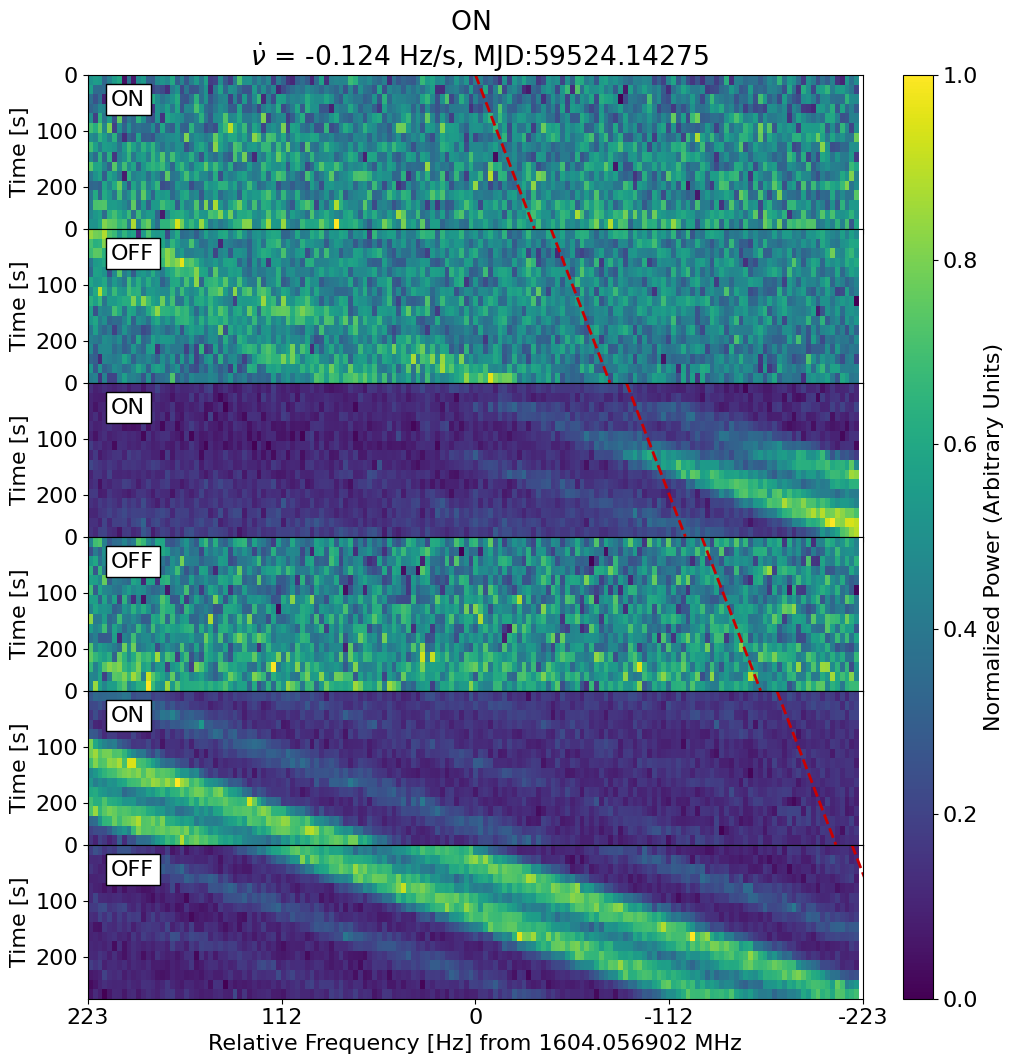 ON
ν̇ = -0.124 Hz/s, MJD:59524.14275
0
100
200
Time [s]
ON
0
100
200
Time [s]
OFF
0
100
200
Time [s]
ON
0
100
200
Time [s]
OFF
0
100
200
Time [s]
ON
0
100
200
Time [s]
OFF
223 112 0 -112 -223
Relative Frequency [Hz] from 1604.056902 MHz
1.0
0.8
0.6
0.4
0.2
0.0
Normalized Power (Arbitrary Units)